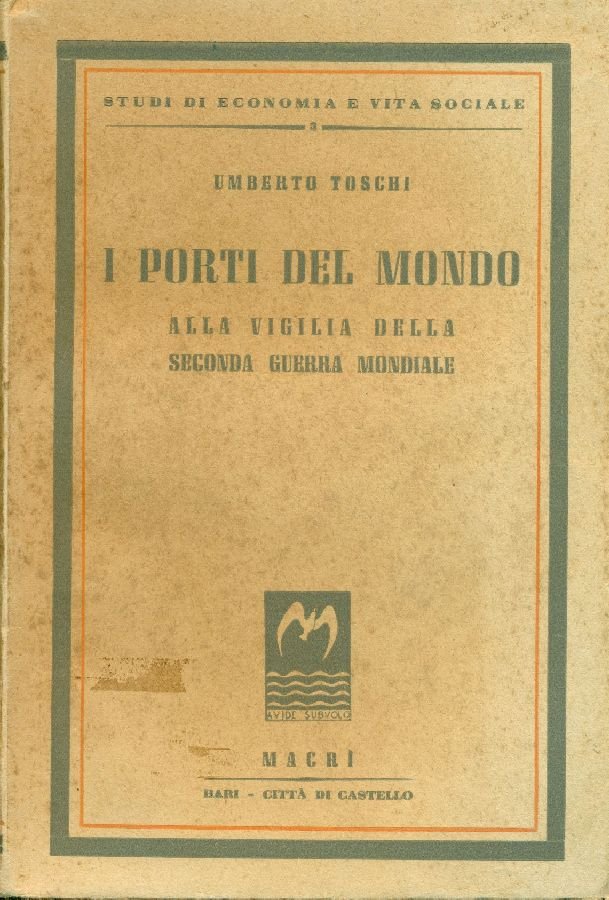 STUDI DI ECONOMIA E VITA SOCIALE
3
UMBERTO TOSCHI
I PORTI DEL MONDO
ALLA VIGILIA DELLA
SECONDA GUERRA MONDIALE
AVIDE SUBVOLO
MACRÌ
BARI - CITTÀ DI CASTELLO